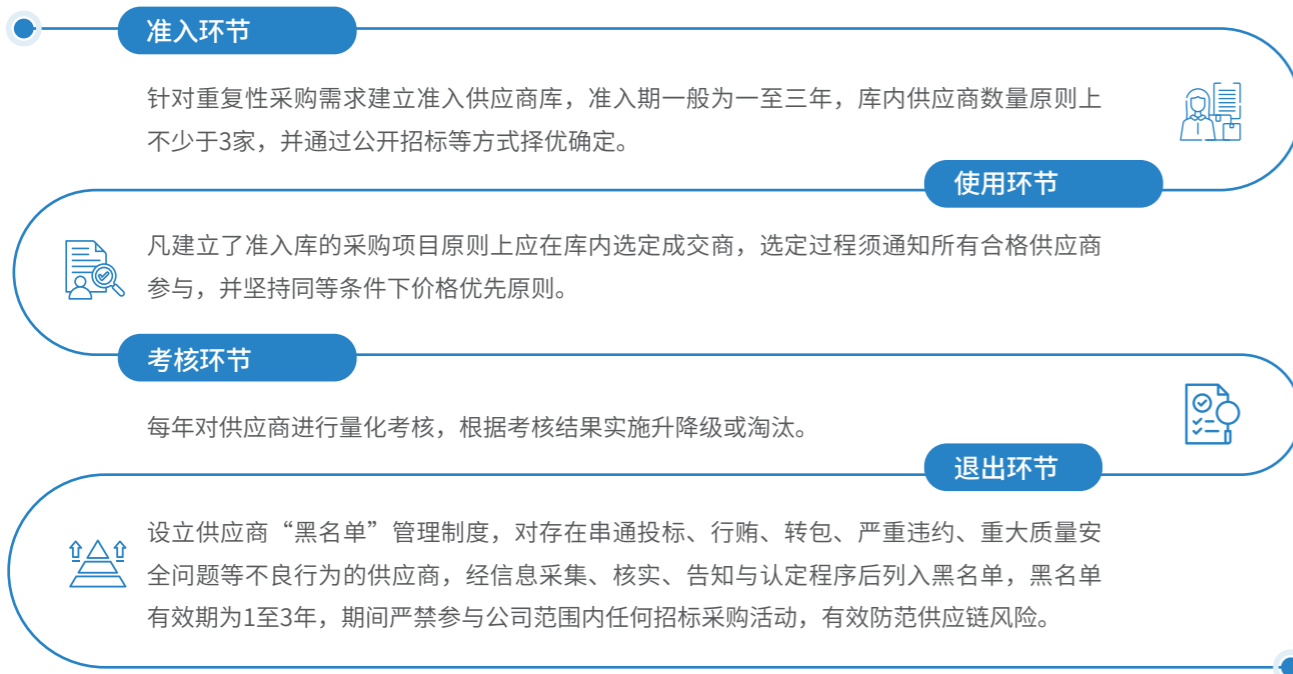 准入环节
针对重复性采购需求建立准入供应商库，准入期一般为一至三年，库内供应商数量原则上
不少于3家，并通过公开招标等方式择优确定。
使用环节
凡建立了准入库的采购项目原则上应在库内选定成交商，选定过程须通知所有合格供应商
参与，并坚持同等条件下价格优先原则。
考核环节
每年对供应商进行量化考核，根据考核结果实施升降级或淘汰。
退出环节
设立供应商“黑名单”管理制度，对存在串通投标、行贿、转包、严重违约、重大质量安
全问题等不良行为的供应商，经信息采集、核实、告知与认定程序后列入黑名单，黑名单
有效期为1至3年，期间严禁参与公司范围内任何招标采购活动，有效防范供应链风险。